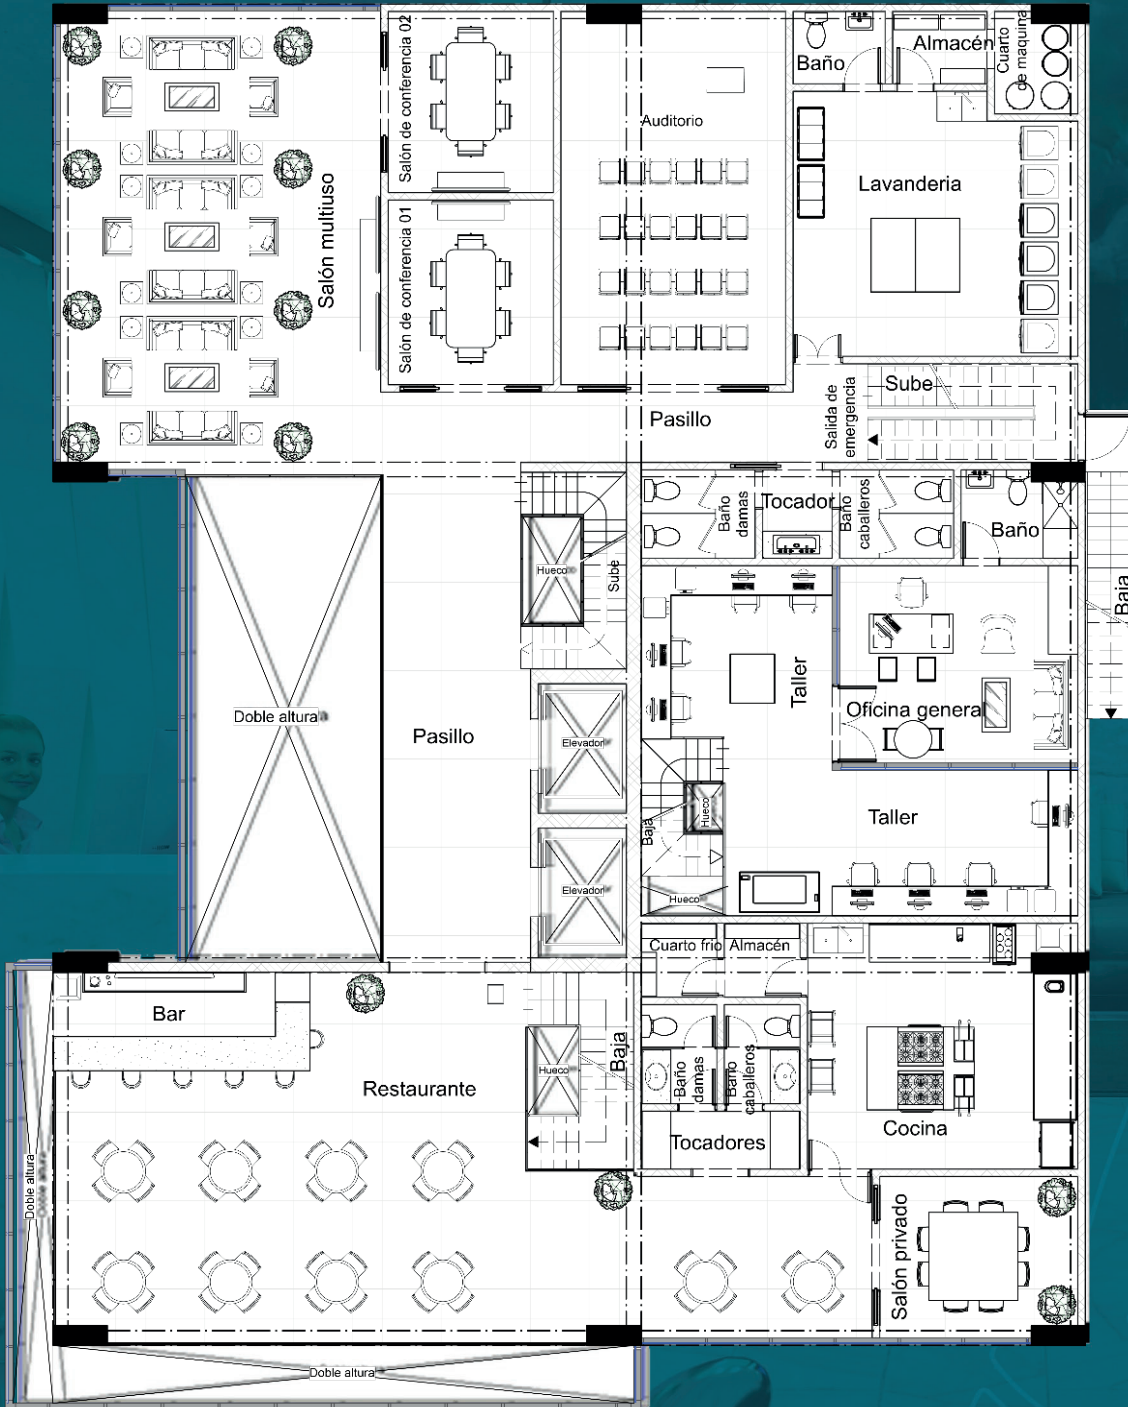 Salón de conferencia 02
Baño
Almacén
Cuarto
de maquina
Auditorio
Lavanderia
Salón multiuso
Salón de conferencia 01
Sube
Salida de
emergencia
Pasillo
Baño
damas
Tocador
Baño
caballeros
Baño
Hueco
Sube
Baja
Taller
Oficina general
Doble altura
Pasillo
Elevador
Hueco
Baja
Taller
Elevador
Hueco
Cuarto frio
Almacén
Bar
Baja
Hueco
Restaurante
Baño
damas
Baño
caballeros
Cocina
Tocadores
Doble altura
Salón privado
Doble altura